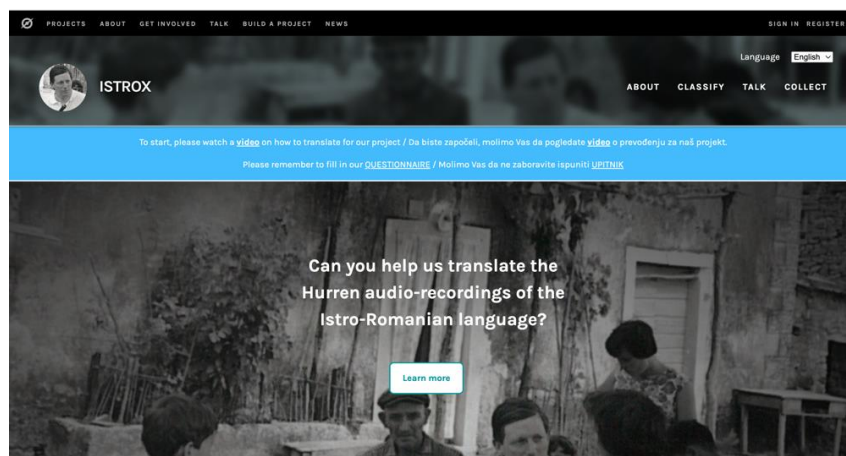 PROJECTS ABOUT GET INVOLVED TALK BUILD A PROJECT NEWS SIGN IN REGISTER
Language English
ISTROX ABOUT CLASSIFY TALK COLLECT
To start, please watch a video on how to translate for our project / Da biste započeli, molimo Vas da pogledate video o prevođenju za naš projekt.
Please remember to fill in our QUESTIONNAIRE / Molimo Vas da ne zaboravite ispuniti UPITNIK
Can you help us translate the
Hurren audio-recordings of the
Istro-Romanian language?
Learn more